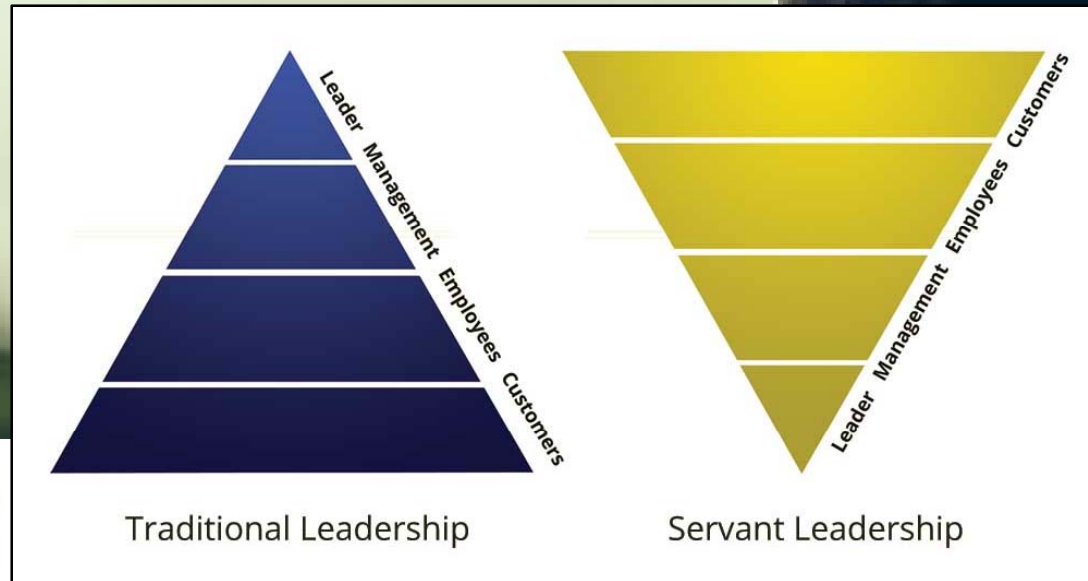 Leader Management Employees Customers
Leader Management Employees Customers
Traditional Leadership
Servant Leadership